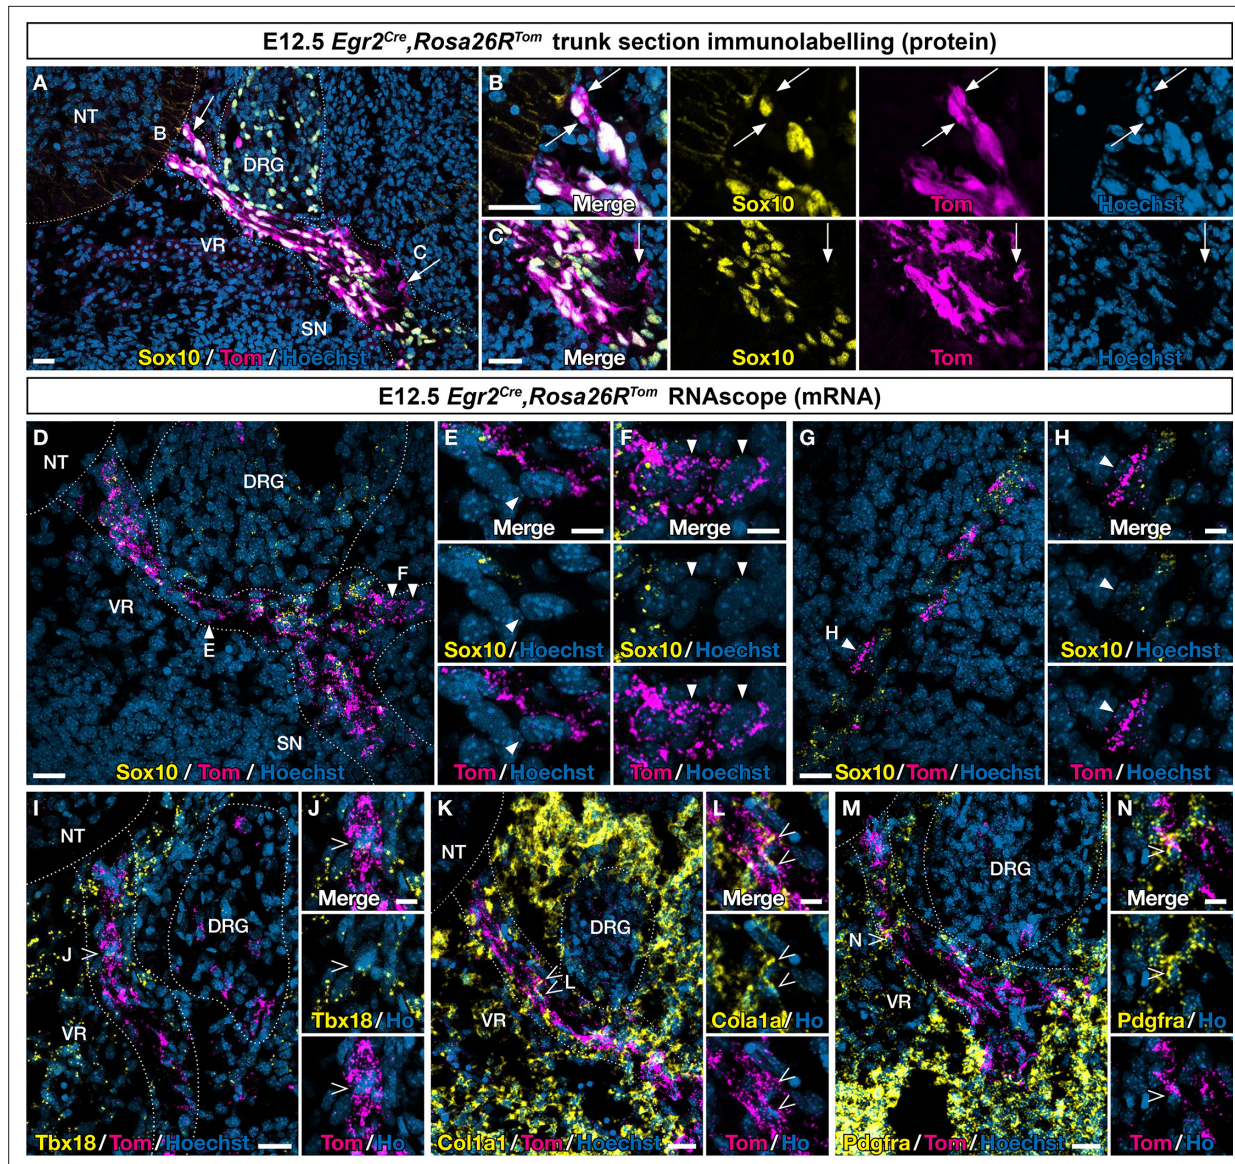 E12.5 Egr2Cre,Rosa26RTom trunk section immunolabelling (protein)
A
NT
B
DRG
VR
C
SN
Sox10 / Tom / Hoechst
B
Merge
Sox10
Tom
Hoechst
C
Merge
Sox10
Tom
Hoechst
E12.5 Egr2Cre,Rosa26RTom RNAscope (mRNA)
D
NT
DRG
F
VR
E
SN
Sox10 / Tom / Hoechst
E
Merge
Sox10/Hoechst
Tom/Hoechst
F
Merge
Sox10/Hoechst
Tom/Hoechst
G
H
Sox10/Tom/Hoechst
H
Merge
Sox10/Hoechst
Tom/Hoechst
I
NT
DRG
J
VR
Tbx18/Tom/Hoechst
J
Merge
Tbx18/Ho
Tom/Ho
K
NT
DRG
L
VR
Col1a1/Tom/Hoechst
L
Merge
Cola1a/Ho
Tom/Ho
M
DRG
N
VR
Pdgfra/Tom/Hoechst
N
Merge
Pdgfra/Ho
Tom/Ho